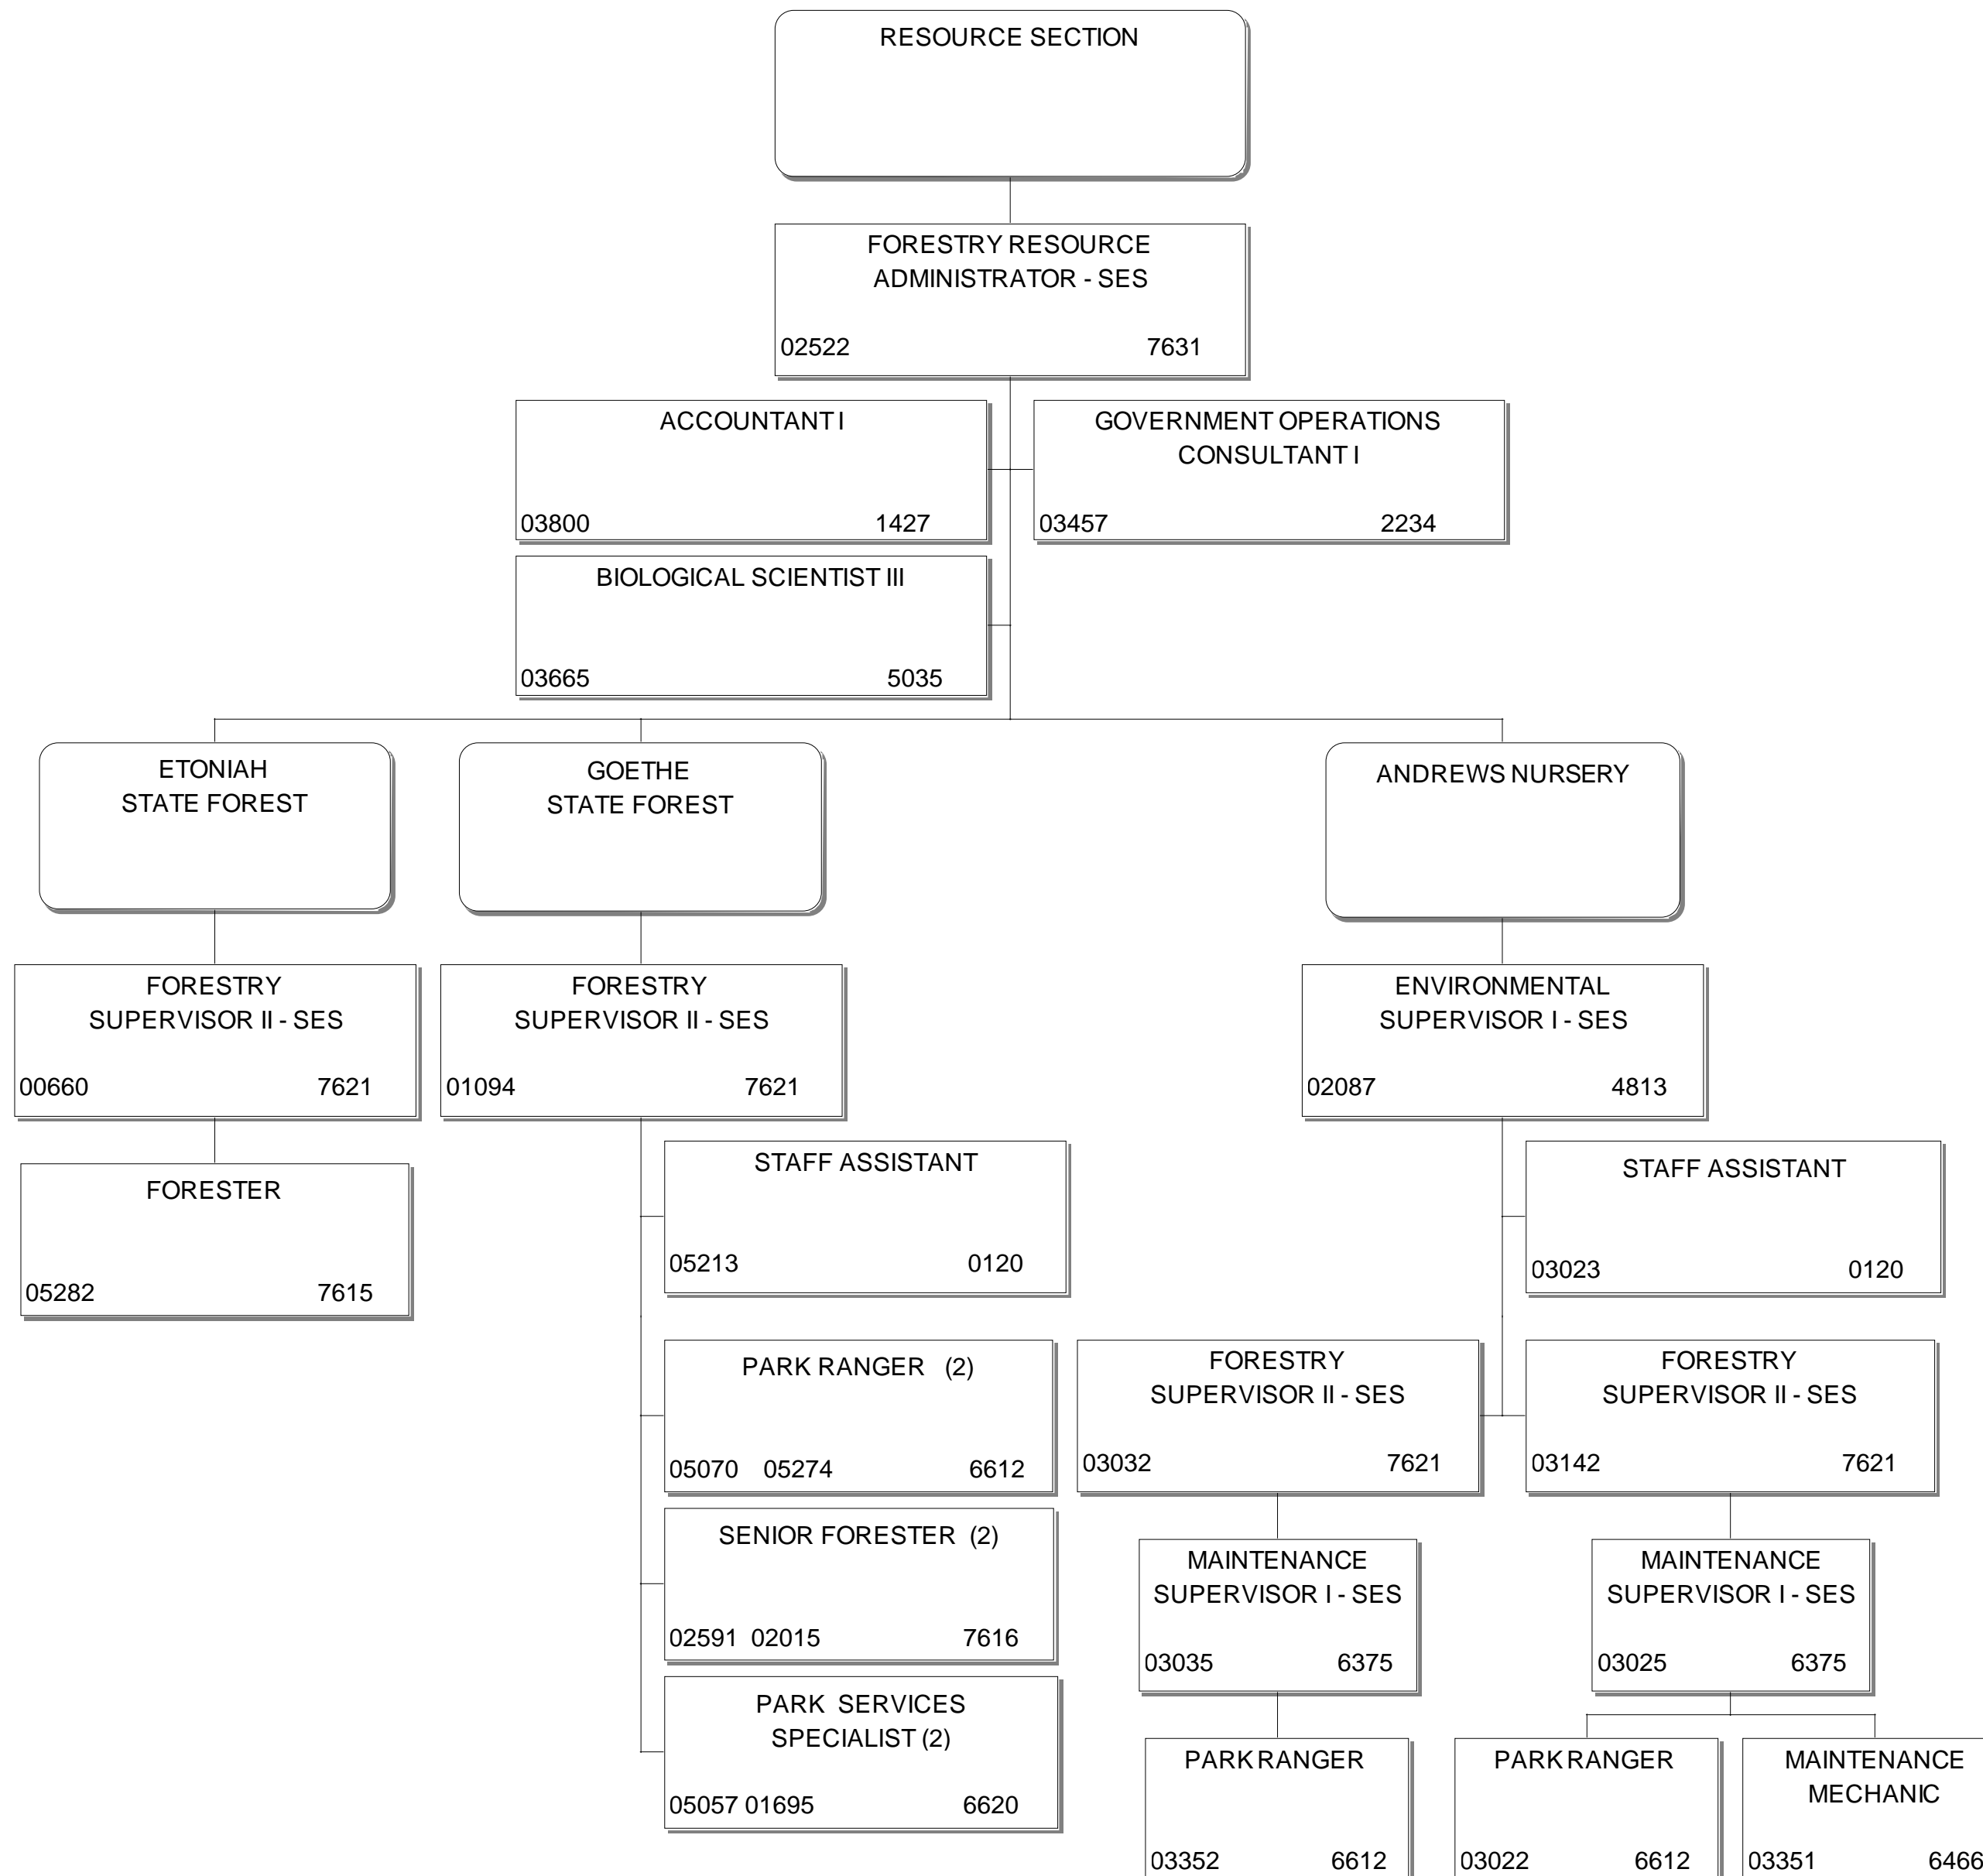 RESOURCE SECTION
FORESTRY RESOURCE
ADMINISTRATOR - SES
02522 7631
ACCOUNTANT I
03800 1427
GOVERNMENT OPERATIONS
CONSULTANT I
03457 2234
BIOLOGICAL SCIENTIST III
03665 5035
ETONIAH
STATE FOREST
GOETHE
STATE FOREST
ANDREWS NURSERY
FORESTRY
SUPERVISOR II - SES
00660 7621
FORESTRY
SUPERVISOR II - SES
01094 7621
ENVIRONMENTAL
SUPERVISOR I - SES
02087 4813
FORESTER
05282 7615
STAFF ASSISTANT
05213 0120
STAFF ASSISTANT
03023 0120
PARK RANGER (2)
05070 05274 6612
FORESTRY
SUPERVISOR II - SES
03032 7621
FORESTRY
SUPERVISOR II - SES
03142 7621
SENIOR FORESTER (2)
02591 02015 7616
MAINTENANCE
SUPERVISOR I - SES
03035 6375
MAINTENANCE
SUPERVISOR I - SES
03025 6375
PARK SERVICES
SPECIALIST (2)
05057 01695 6620
PARK RANGER
03352 6612
PARK RANGER
03022 6612
MAINTENANCE
MECHANIC
03351 6466